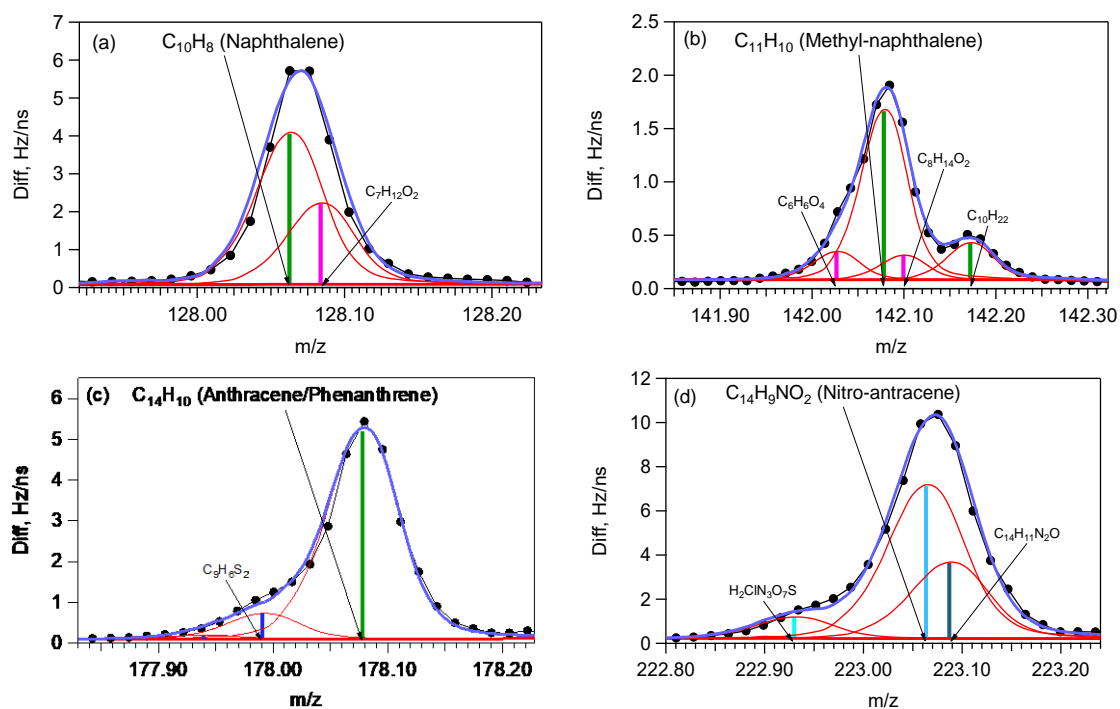 (a)
C₁₀H₈ (Naphthalene)
C₇H₁₂O₂
Diff, Hz/ns
7
6
5
4
3
2
1
0
128.00 128.10 128.20
m/z
(b)
C₁₁H₁₀ (Methyl-naphthalene)
C₈H₁₄O₂
C₆H₆O₄
C₁₀H₂₂
Diff, Hz/ns
2.5
2.0
1.5
1.0
0.5
0.0
141.90 142.00 142.10 142.20 142.30
m/z
(c)
C₁₄H₁₀ (Anthracene/Phenanthrene)
C₉H₆S₂
Diff, Hz/ns
6
5
4
3
2
1
0
177.90 178.00 178.10 178.20
m/z
(d)
C₁₄H₉NO₂ (Nitro-antracene)
C₁₄H₁₁N₂O
H₂ClN₃O₇S
Diff, Hz/ns
12
10
8
6
4
2
0
222.80 222.90 223.00 223.10 223.20
m/z